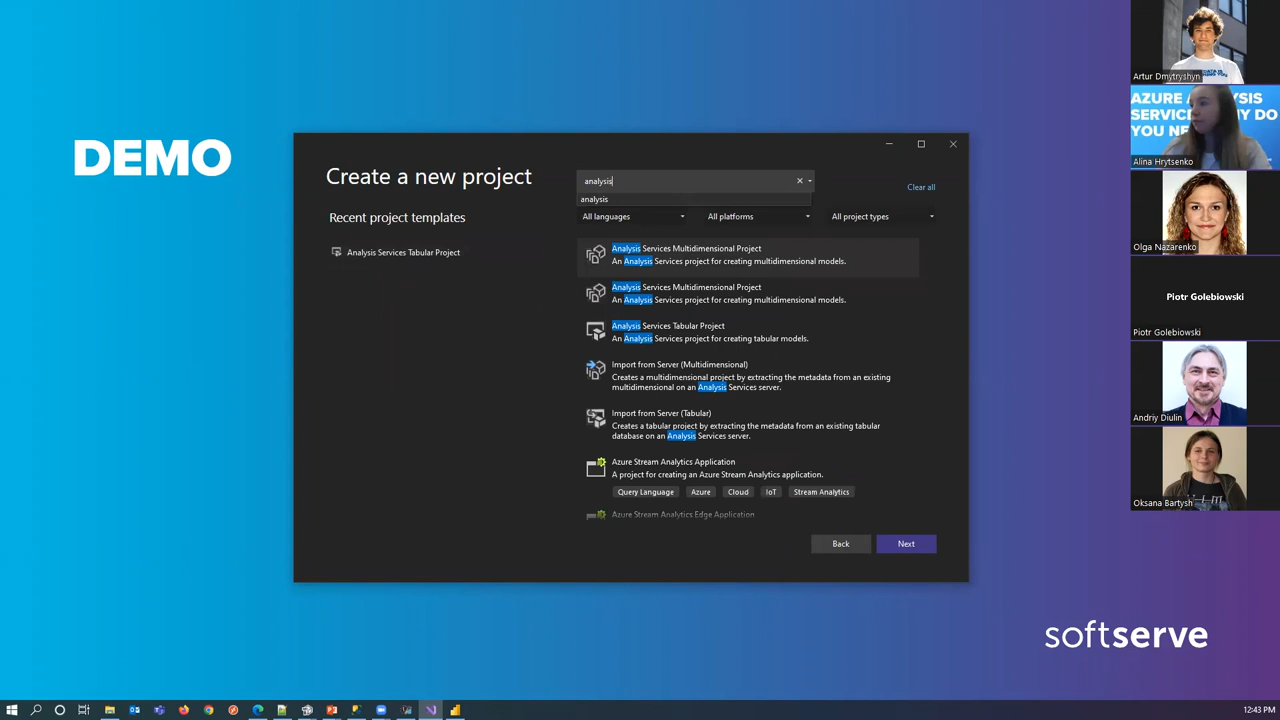 DEMO
Create a new project
Recent project templates
Analysis Services Tabular Project
analysis
analysis
Clear all
All languages
All platforms
All project types
Analysis Services Multidimensional Project
An Analysis Services project for creating multidimensional models.
Analysis Services Multidimensional Project
An Analysis Services project for creating multidimensional models.
Analysis Services Tabular Project
An Analysis Services project for creating tabular models.
Import from Server (Multidimensional)
Creates a multidimensional project by extracting the metadata from an existing
multidimensional on an Analysis Services server.
Import from Server (Tabular)
Creates a tabular project by extracting the metadata from an existing tabular
database on an Analysis Services server.
Azure Stream Analytics Application
A project for creating an Azure Stream Analytics application.
Query Language
Azure
Cloud
IoT
Stream Analytics
Azure Stream Analytics Edge Application
Back
Next
softserve
Artur Dmytryshyn
AZURE
SERVICE
DO
YOU
Alina Hrytsenko
Olga Nazarenko
Piotr Golebiowski
Piotr Golebiowski
Andriy Diulin
Oksana Bartysh
12:43 PM